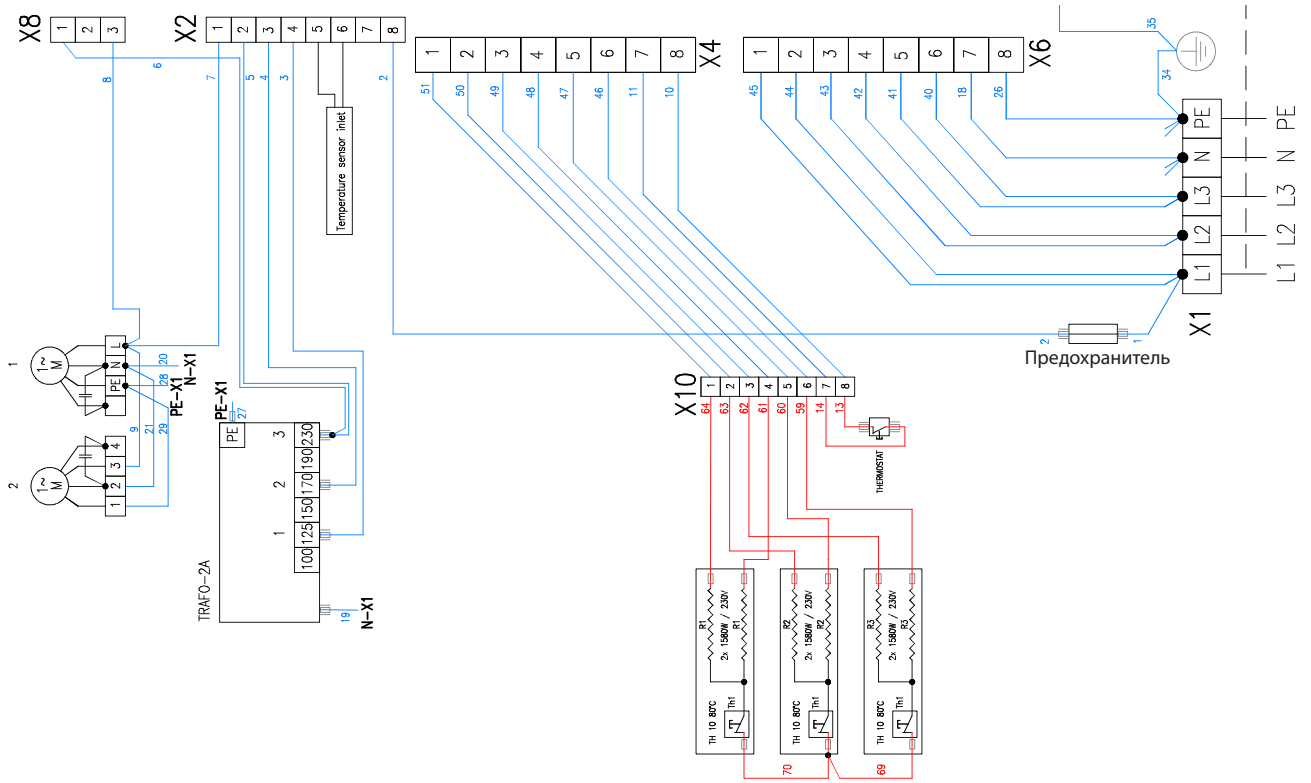 X8
1
2
3
X2
1
2
3
4
5
6
7
8
1
2
3
4
5
6
7
8
X4
1
2
3
4
5
6
7
8
X6
8
6
7
5
4
3
2
51
50
49
48
47
46
11
10
45
44
43
42
41
40
18
26
34
35
Temperature sensor inlet
PE
N
L3
L2
L1
PE
N
L3
L2
L1
X1
2
1
Предохранитель
1
1~
M
L
N
PE
20
28
N-X1
PE-X1
2
1~
M
4
3
2
1
9
21
29
PE-X1
27
PE
3
2
1
230
190
170
150
125
100
TRAFO-2A
19
N-X1
X10
1
2
3
4
5
6
7
8
64
63
62
61
60
59
14
13
THERMOSTAT
R1
R1
2x 1580W / 230V
TH 10 80°C
Th1
R2
R2
2x 1580W / 230V
TH 10 80°C
Th1
R3
R3
2x 1580W / 230V
TH 10 80°C
Th1
70
69